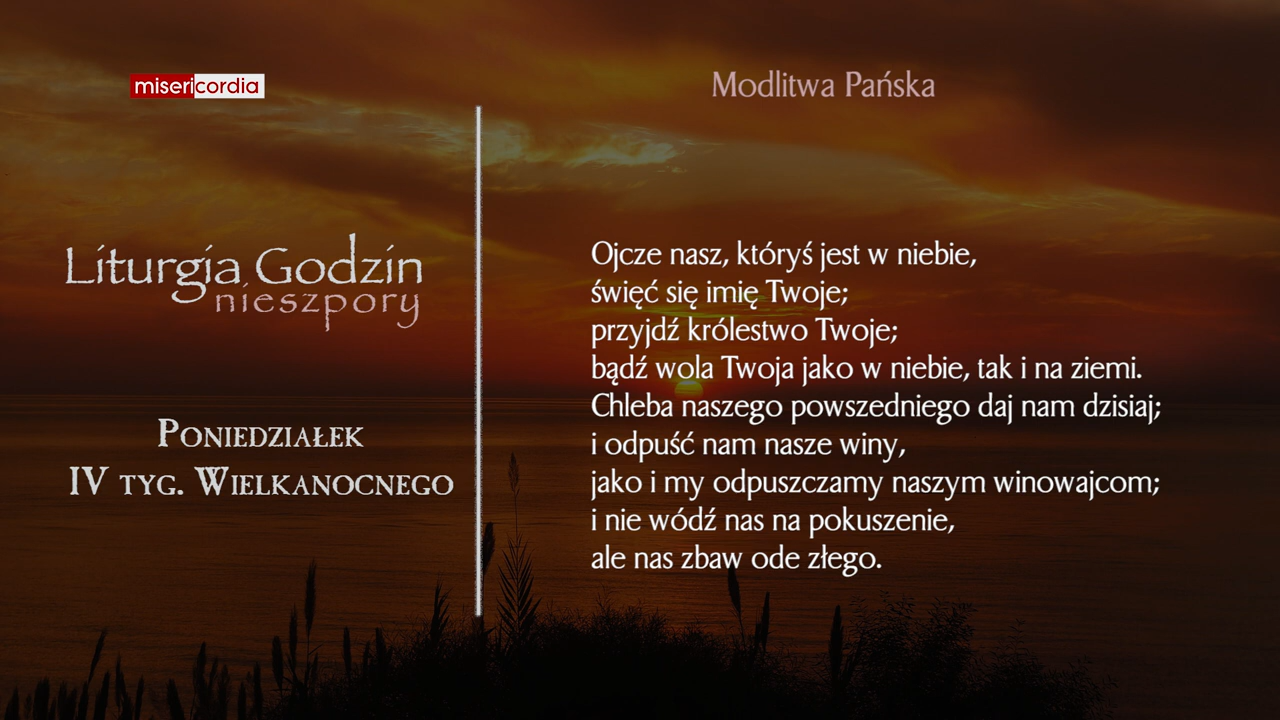 misericordia
Liturgia Godzin
nieszpory
Poniedziałek
IV tyg. Wielkanocnego
Modlitwa Pańska
Ojcze nasz, któryś jest w niebie,
święć się imię Twoje;
przyjdź królestwo Twoje;
bądź wola Twoja jako w niebie, tak i na ziemi.
Chleba naszego powszedniego daj nam dzisiaj;
i odpuść nam nasze winy,
jako i my odpuszczamy naszym winowajcom;
i nie wódź nas na pokuszenie,
ale nas zbaw ode złego.